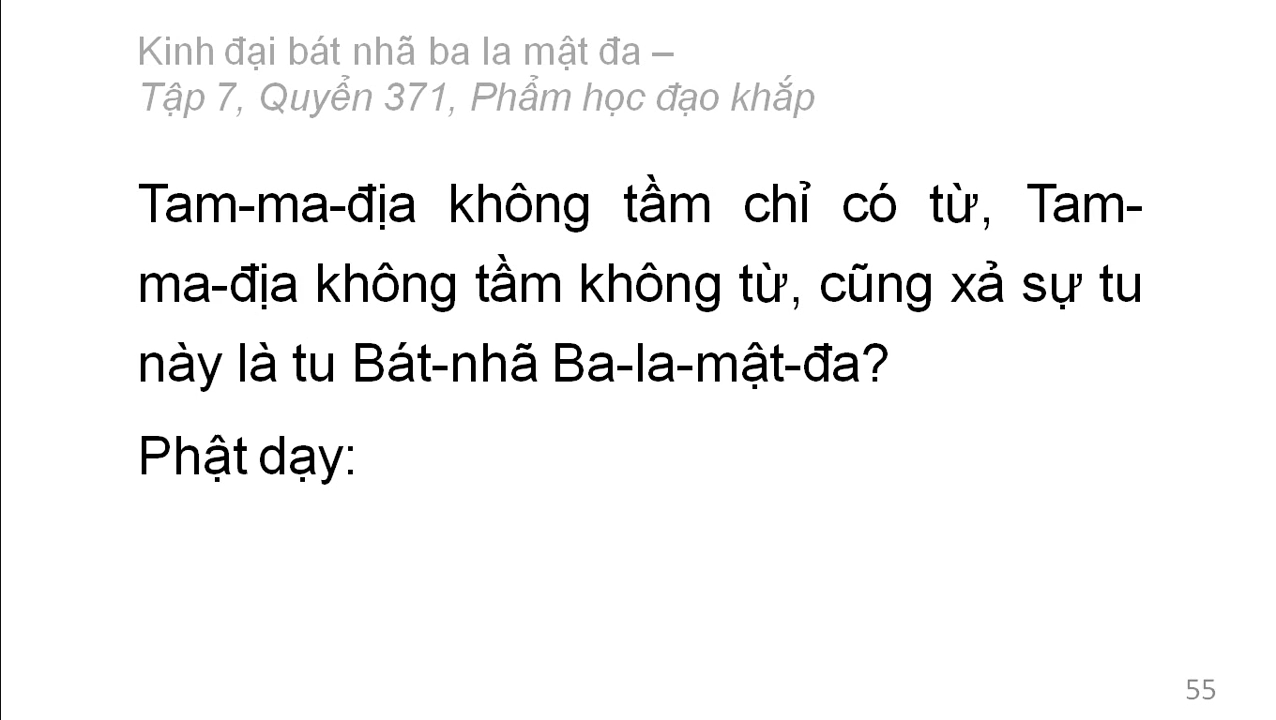 Kinh đại bát nhã ba la mật đa –
Tập 7, Quyển 371, Phẩm học đạo khắp
Tam-ma-địa không tầm chỉ có từ, Tam-
ma-địa không tầm không từ, cũng xả sự tu
này là tu Bát-nhã Ba-la-mật-đa?
Phật dạy:
55